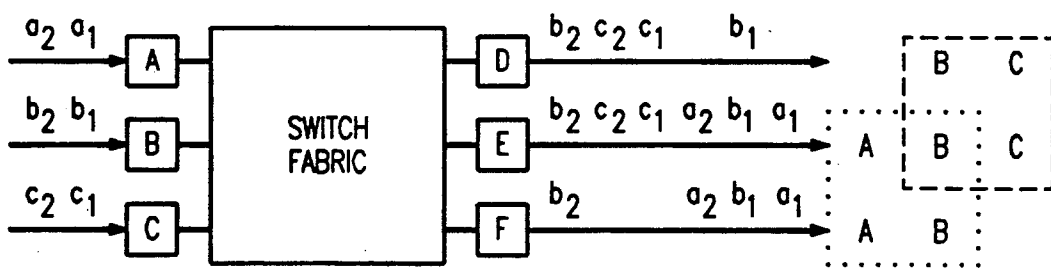 a₂ a₁ A D b₂ c₂ c₁ b₁ B C
b₂ b₁ B SWITCH FABRIC E b₂ c₂ c₁ a₂ b₁ a₁ A B C
c₂ c₁ C F b₂ a₂ b₁ a₁ A B